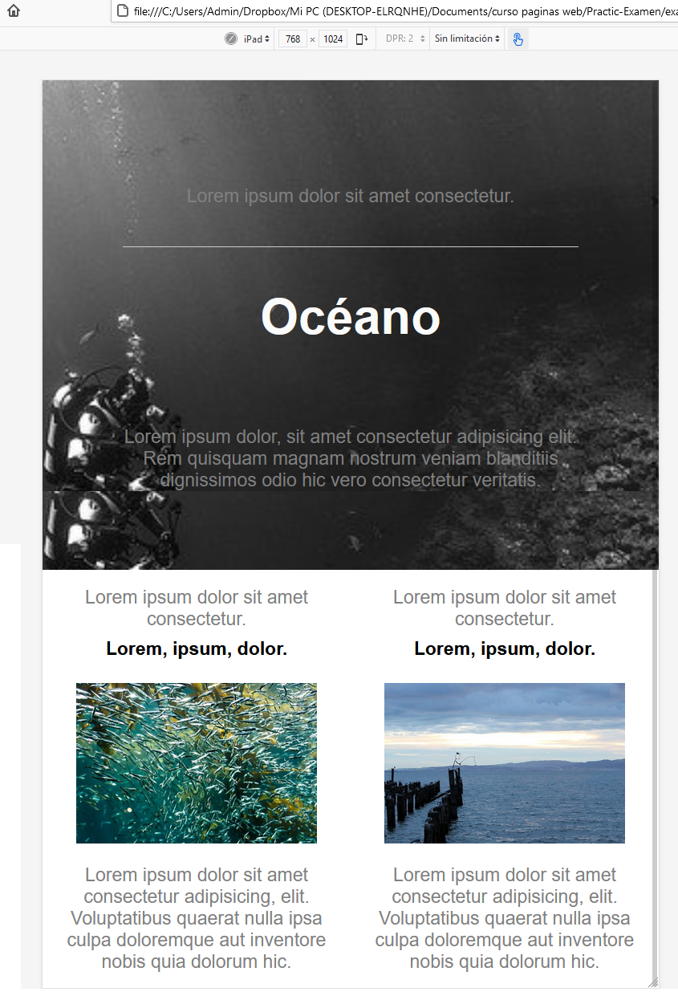 file:///C:/Users/Admin/Dropbox/Mi PC (DESKTOP-ELRQNHE)/Documents/curso paginas web/Practic-Examen/exa
iPad 768 × 1024 DPR: 2 Sin limitación
Lorem ipsum dolor sit amet consectetur.
Océano
Lorem ipsum dolor, sit amet consectetur adipisicing elit.
Rem quisquam magnam nostrum veniam blanditiis
dignissimos odio hic vero consectetur veritatis.
Lorem ipsum dolor sit amet
consectetur.
Lorem, ipsum, dolor.
Lorem ipsum dolor sit amet
consectetur adipisicing, elit.
Voluptatibus quaerat nulla ipsa
culpa doloremque aut inventore
nobis quia dolorum hic.
Lorem ipsum dolor sit amet
consectetur.
Lorem, ipsum, dolor.
Lorem ipsum dolor sit amet
consectetur adipisicing, elit.
Voluptatibus quaerat nulla ipsa
culpa doloremque aut inventore
nobis quia dolorum hic.